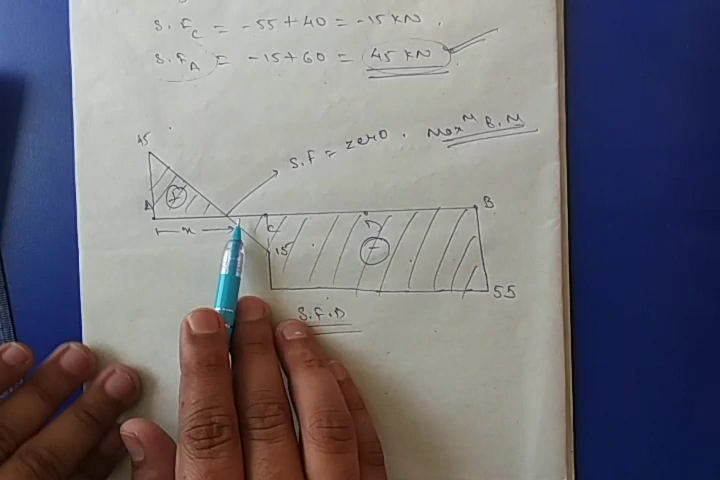 S.F_C = -55+40 = -15 KN.
S.F_A = -15+60 = 45 KN
45
S.F = zero. Max^M B.M
A
B
C
D
x
15
55
S.F.D